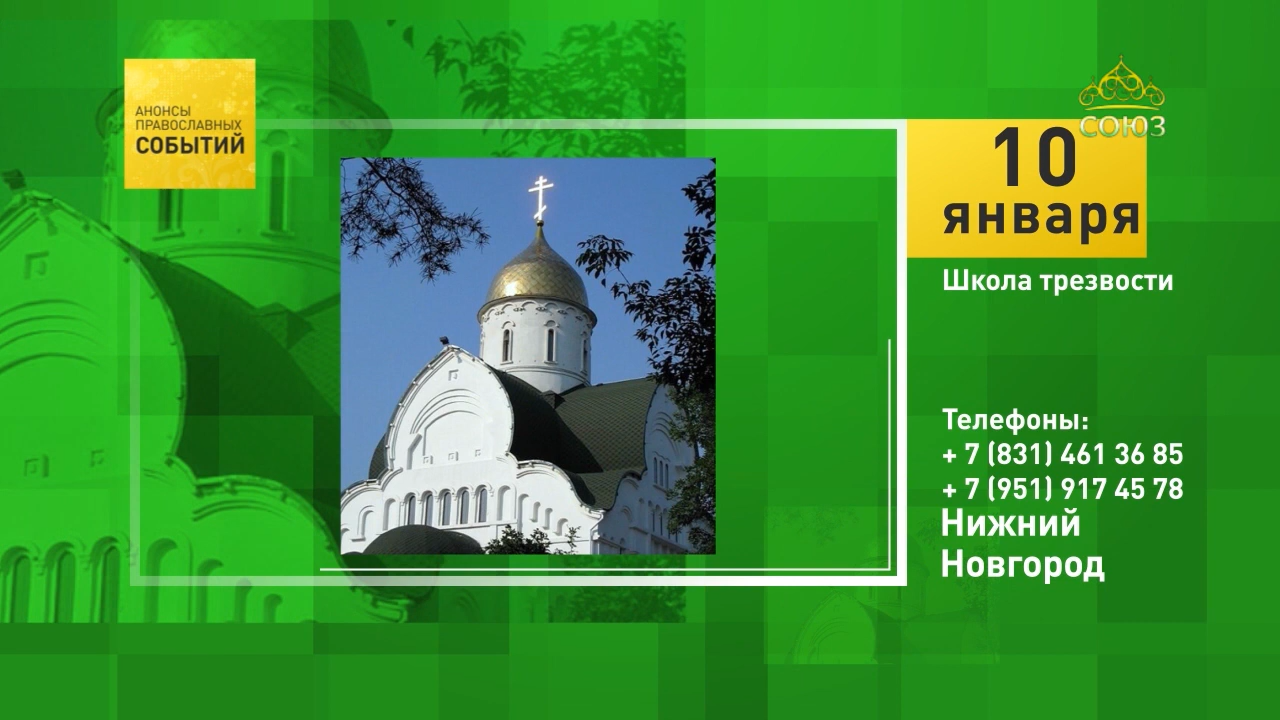 АНОНСЫ
ПРАВОСЛАВНЫХ
СОБЫТИЙ
СОЮЗ
10
января
Школа трезвости
Телефоны:
+ 7 (831) 461 36 85
+ 7 (951) 917 45 78
Нижний
Новгород